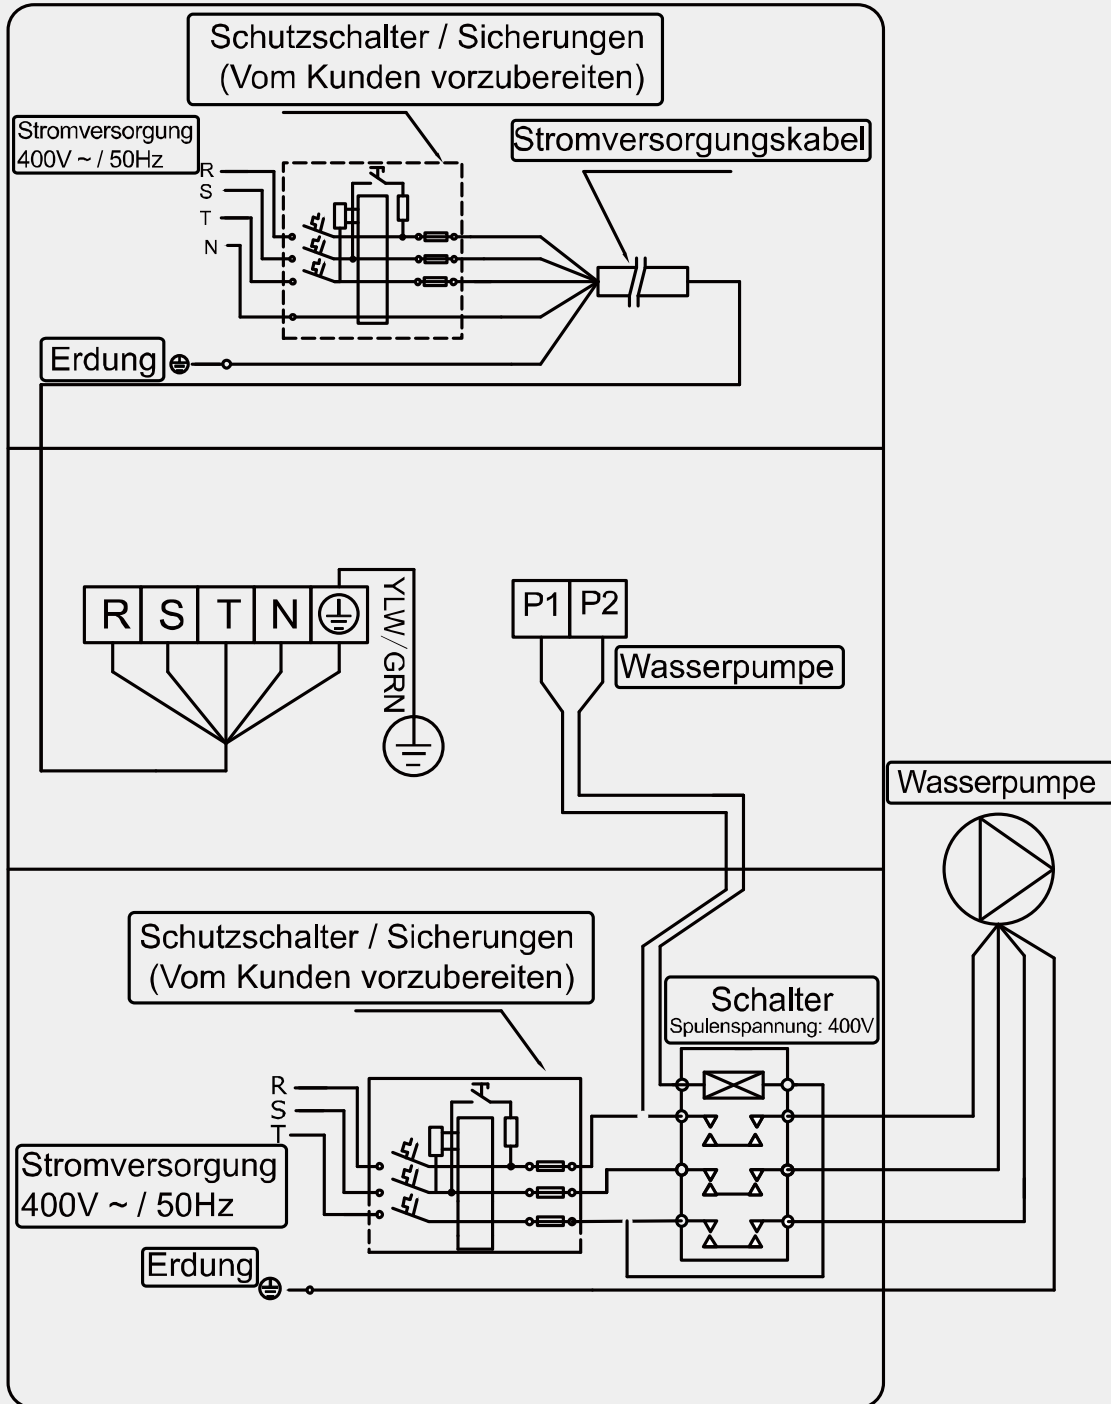 Schutzschalter / Sicherungen
(Vom Kunden vorzubereiten)
Stromversorgung
400V ~ / 50Hz
Stromversorgungskabel
R
S
T
N
Erdung
R S T N
YLW/GRN
P1 P2
Wasserpumpe
Wasserpumpe
Schutzschalter / Sicherungen
(Vom Kunden vorzubereiten)
Schalter
Spulenspannung: 400V
R
S
T
Stromversorgung
400V ~ / 50Hz
Erdung